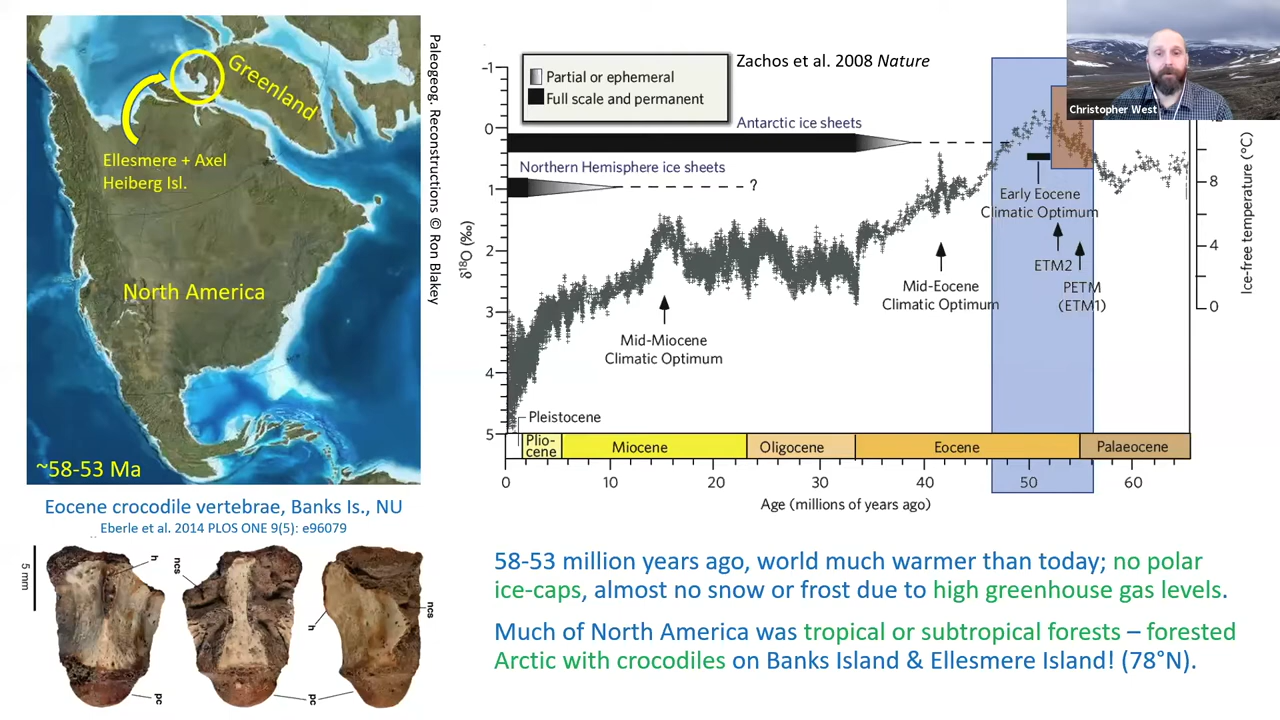 Greenland
Ellesmere + Axel
Heiberg Isl.
North America
~58-53 Ma
Paleogeog. Reconstructions © Ron Blakey
Eocene crocodile vertebrae, Banks Is., NU
Eberle et al. 2014 PLOS ONE 9(5): e96079
5 mm
h
ncs
h
ncs
pc
pc
Zachos et al. 2008 Nature
Partial or ephemeral
Full scale and permanent
Antarctic ice sheets
Northern Hemisphere ice sheets
?
-1
0
1
2
3
4
5
δ¹⁸O (‰)
Early Eocene
Climatic Optimum
ETM2
PETM
(ETM1)
Mid-Eocene
Climatic Optimum
Mid-Miocene
Climatic Optimum
8
4
0
Ice-free temperature (°C)
Pleistocene
Plio-
cene
Miocene
Oligocene
Eocene
Palaeocene
0 10 20 30 40 50 60
Age (millions of years ago)
Christopher West
58-53 million years ago, world much warmer than today; no polar
ice-caps, almost no snow or frost due to high greenhouse gas levels.
Much of North America was tropical or subtropical forests – forested
Arctic with crocodiles on Banks Island & Ellesmere Island! (78°N).